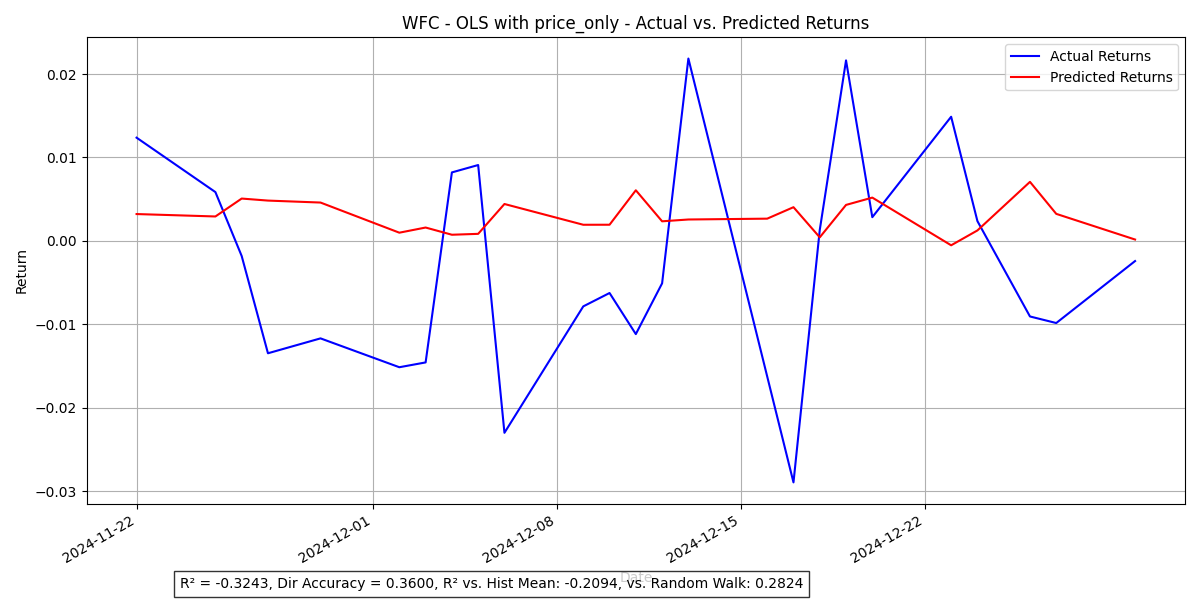 WFC - OLS with price_only - Actual vs. Predicted Returns
Actual Returns
Predicted Returns
0.02
0.01
0.00
−0.01
−0.02
−0.03
Return
2024-11-22
2024-12-01
2024-12-08
2024-12-15
2024-12-22
Date
R² = -0.3243, Dir Accuracy = 0.3600, R² vs. Hist Mean: -0.2094, vs. Random Walk: 0.2824